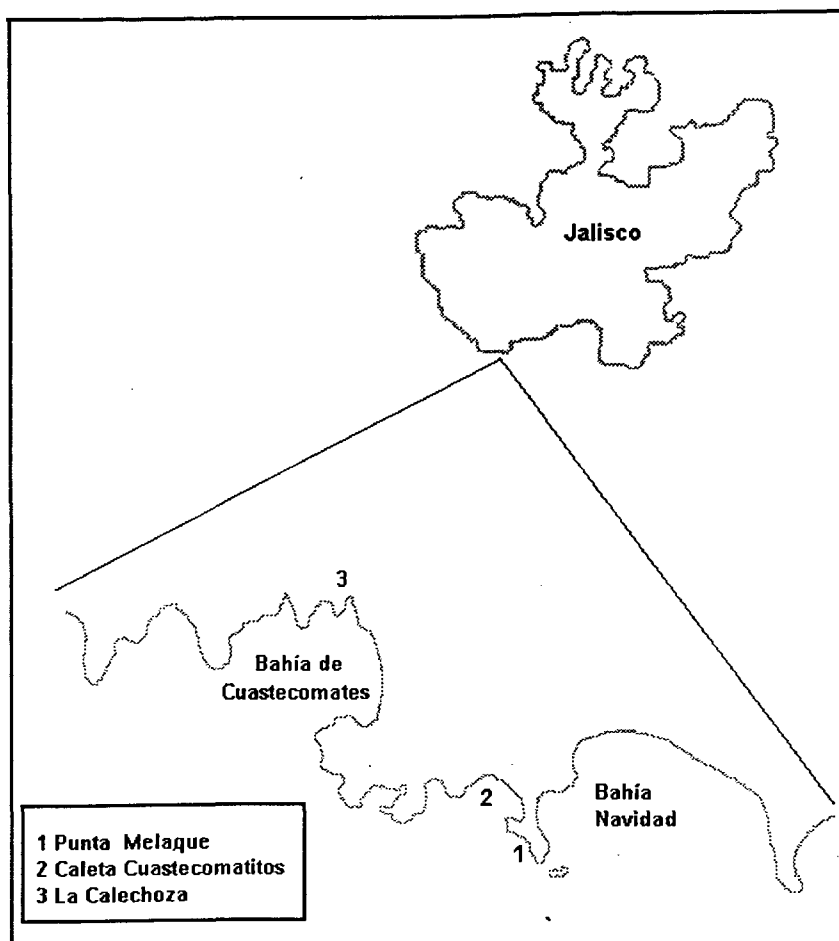 Jalisco
3
Bahía de
Cuastecomates
2
Bahía
Navidad
1
1 Punta Melaque
2 Caleta Cuastecomatitos
3 La Calechoza